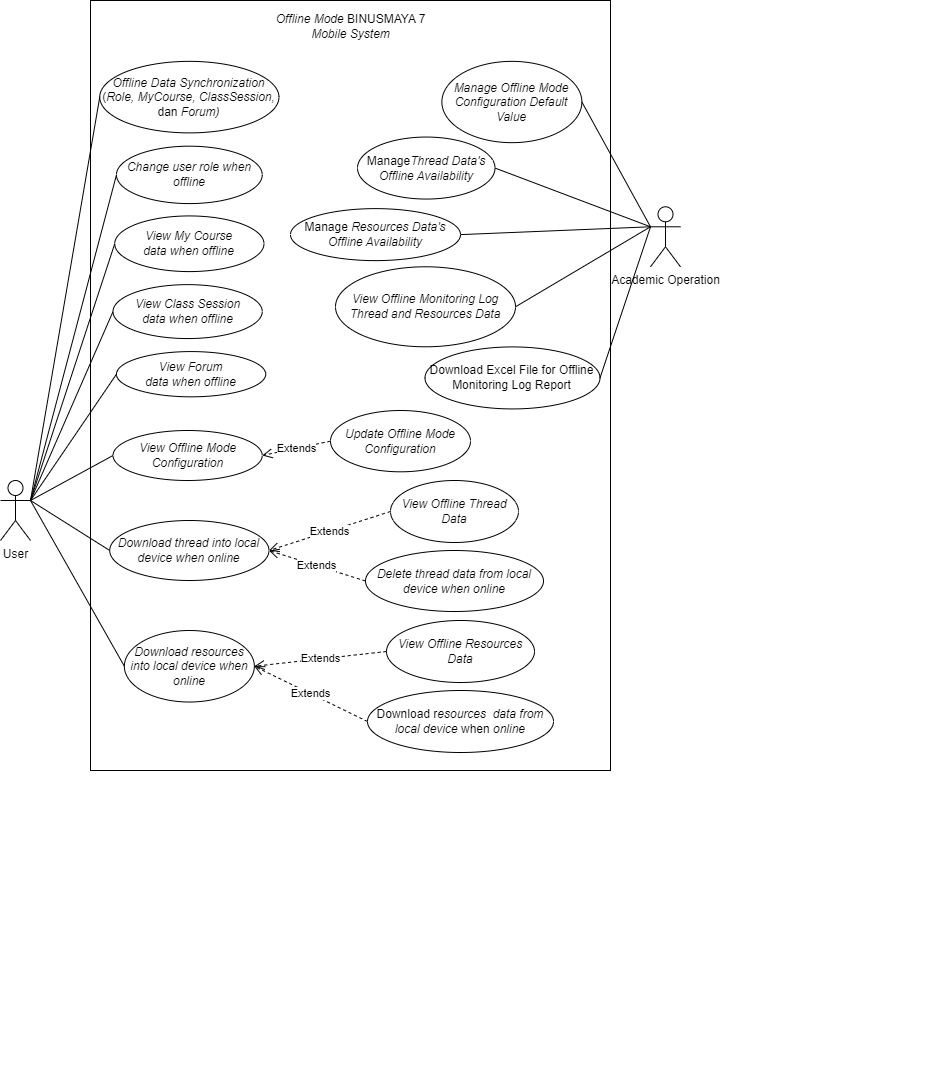 Offline Mode BINUSMAYA 7
Mobile System
Offline Data Synchronization
(Role, MyCourse, ClassSession,
dan Forum)
Change user role when
offline
View My Course
data when offline
View Class Session
data when offline
View Forum
data when offline
View Offline Mode
Configuration
Extends
Update Offline Mode
Configuration
Download thread into local
device when online
Extends
View Offline Thread
Data
Extends
Delete thread data from local
device when online
Download resources
into local device when
online
Extends
View Offline Resources
Data
Extends
Download resources data from
local device when online
User
Manage Offline Mode
Configuration Default
Value
Manage Thread Data's
Offline Availability
Manage Resources Data's
Offline Availability
View Offline Monitoring Log
Thread and Resources Data
Download Excel File for Offline
Monitoring Log Report
Academic Operation